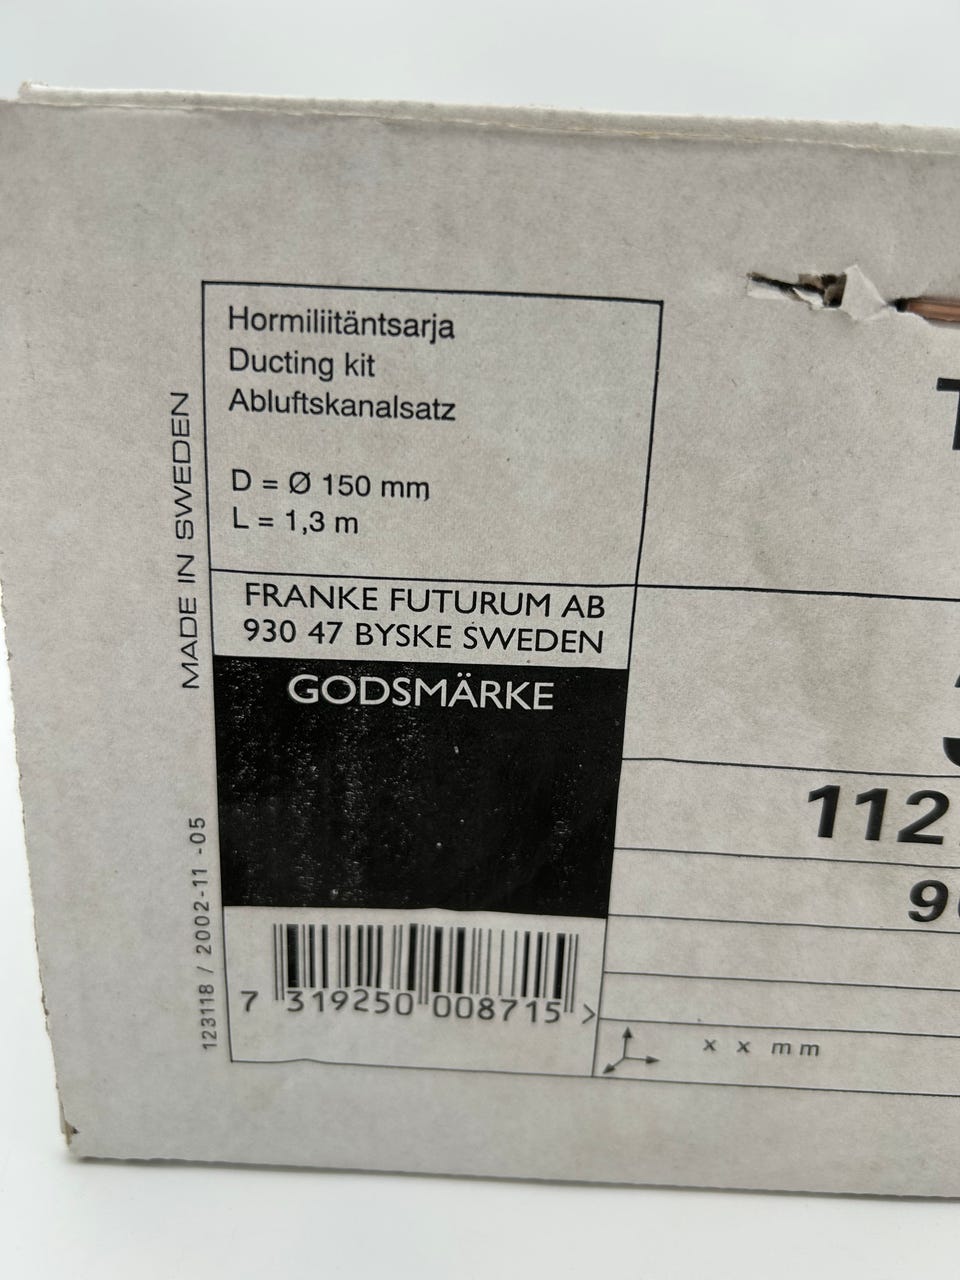 Hormiliitäntsarja
Ducting kit
Abluftskanalsatz
D = Ø 150 mm
L = 1,3 m
MADE IN SWEDEN
FRANKE FUTURUM AB
930 47 BYSKE SWEDEN
GODSMÄRKE
112
123118 / 2002-11 -05
7 319250 008715 >
x x mm